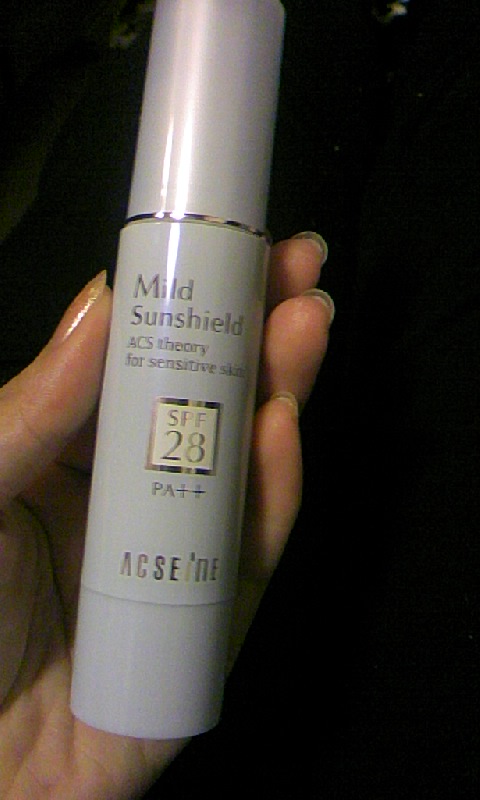 Mild
Sunshield
ACS theory
for sensitive skin
SPF
28
PA++
ACSEINE